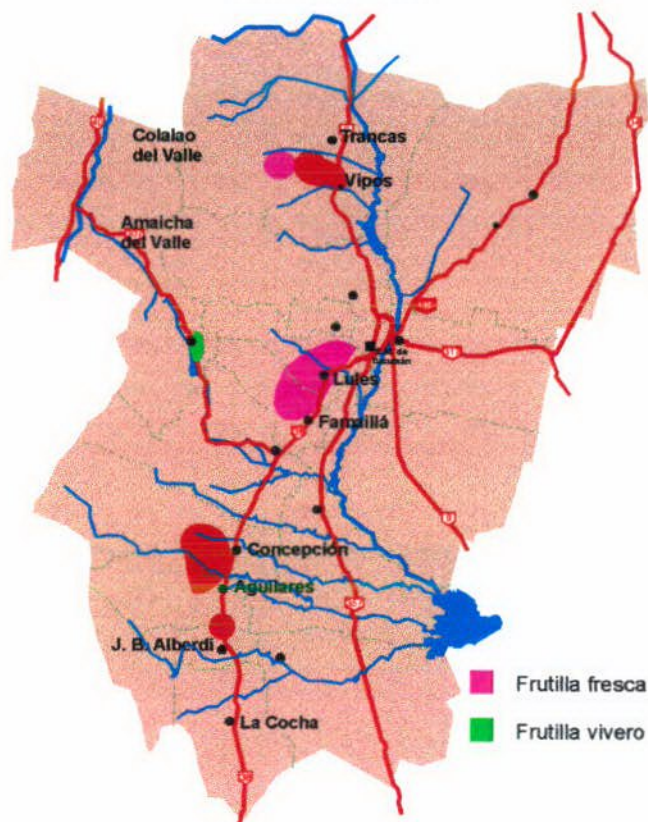 Trancas
Colalao
del Valle
Vipos
Amaicha
del Valle
Lules
Famaillá
Concepción
Aguilares
J. B. Alberdi
La Cocha
Frutilla fresca
Frutilla vivero